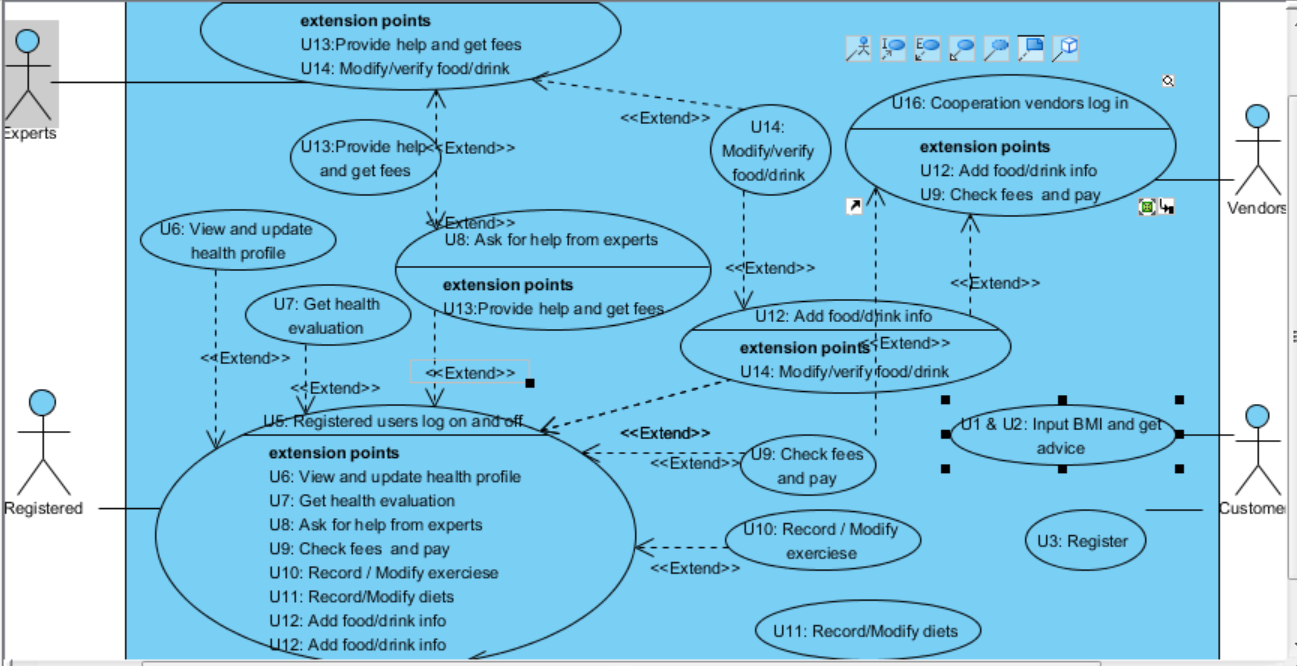 extension points
U13:Provide help and get fees
U14: Modify/verify food/drink
Experts
<<Extend>>
U13:Provide help
and get fees
<<Extend>>
U14:
Modify/verify
food/drink
U16: Cooperation vendors log in
extension points
U12: Add food/drink info
U9: Check fees and pay
Vendors
U6: View and update
health profile
<<Extend>>
U8: Ask for help from experts
extension points
U13:Provide help and get fees
<<Extend>>
<<Extend>>
U7: Get health
evaluation
U12: Add food/drink info
extension points
U14: Modify/verify food/drink
<<Extend>>
<<Extend>>
<<Extend>>
<<Extend>>
U5: Registered users log on and off
extension points
U6: View and update health profile
U7: Get health evaluation
U8: Ask for help from experts
U9: Check fees and pay
U10: Record / Modify exerciese
U11: Record/Modify diets
U12: Add food/drink info
U12: Add food/drink info
Registered
<<Extend>>
<<Extend>>
U9: Check fees
and pay
U1 & U2: Input BMI and get
advice
Custome
U10: Record / Modify
exerciese
<<Extend>>
U3: Register
U11: Record/Modify diets